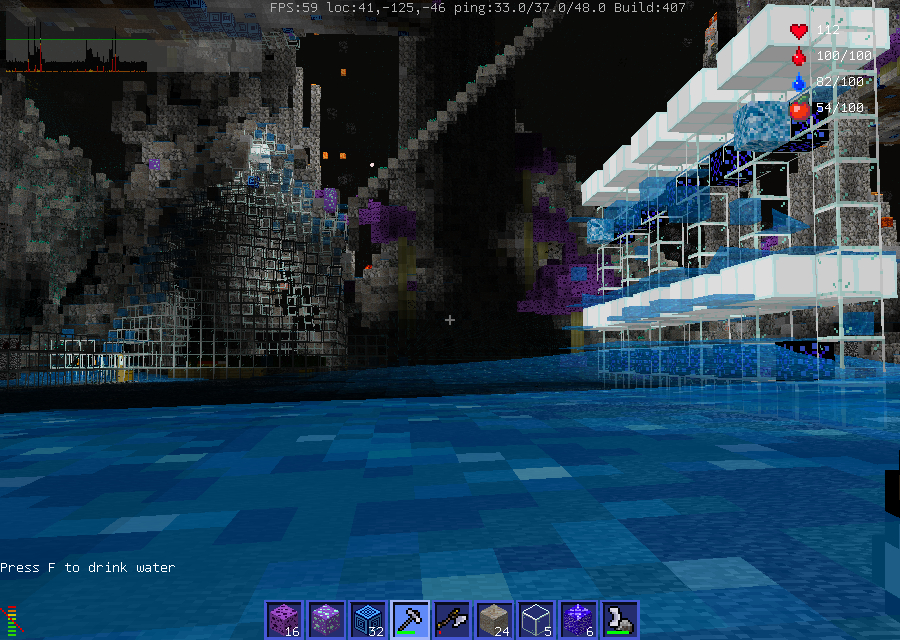 FPS:59 loc:41,-125,-46 ping:33.0/37.0/48.0 Build:407
112
100/100
82/100
54/100
Press F to drink water
16 32 24 5 6